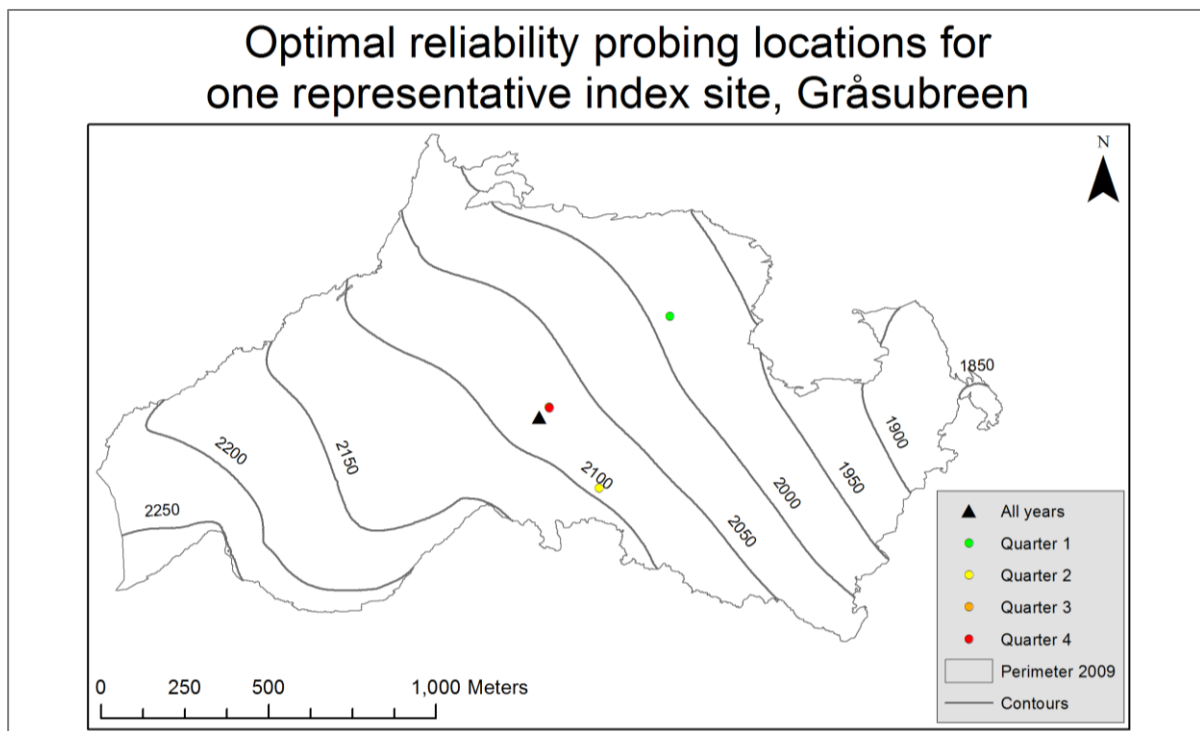 Optimal reliability probing locations for
one representative index site, Gråsubreen
N
1850
1900
2200
2150
1950
2100
2000
2250
2050
All years
Quarter 1
Quarter 2
Quarter 3
Quarter 4
Perimeter 2009
Contours
0 250 500 1,000 Meters